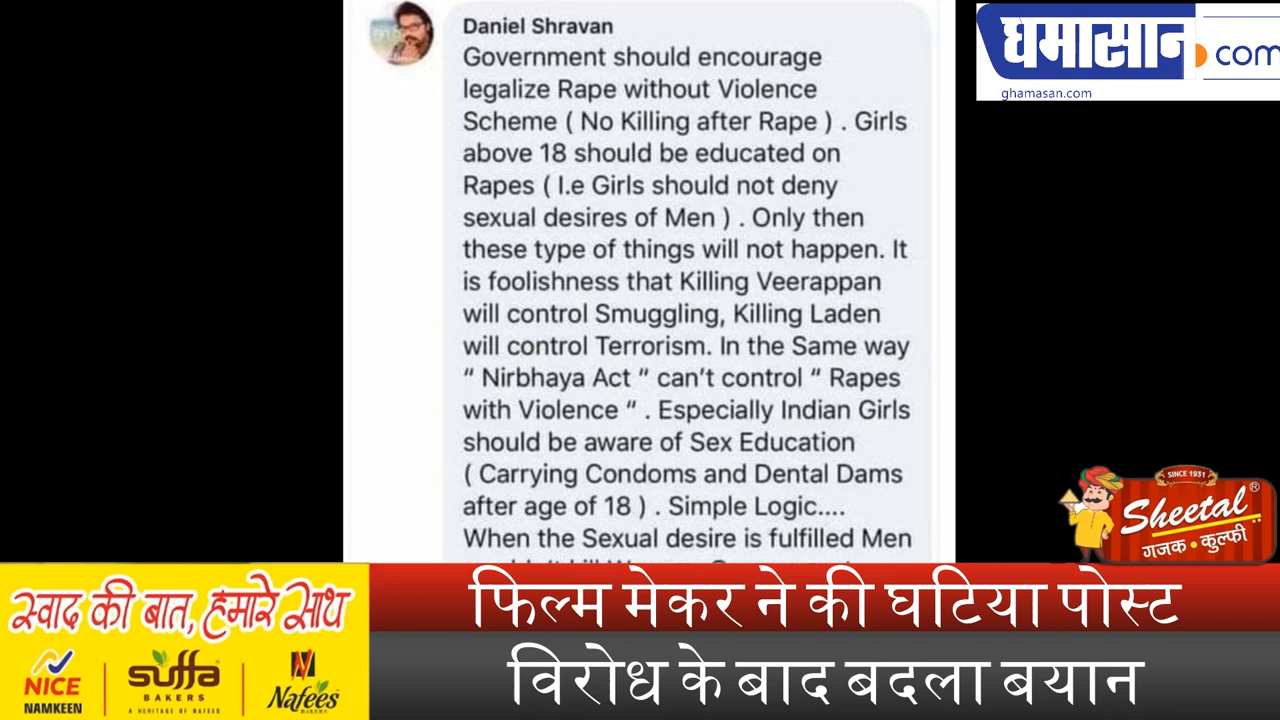 Daniel Shravan
Government should encourage
legalize Rape without Violence
Scheme ( No Killing after Rape ) . Girls
above 18 should be educated on
Rapes ( I.e Girls should not deny
sexual desires of Men ) . Only then
these type of things will not happen. It
is foolishness that Killing Veerappan
will control Smuggling, Killing Laden
will control Terrorism. In the Same way
“ Nirbhaya Act “ can’t control “ Rapes
with Violence “ . Especially Indian Girls
should be aware of Sex Education
( Carrying Condoms and Dental Dams
after age of 18 ) . Simple Logic....
When the Sexual desire is fulfilled Men
घमासान.com
ghamasan.com
SINCE 1931
Sheetal®
गजक • कुल्फी
स्वाद की बात, हमारे साथ
NICE
NAMKEEN
suffa
BAKERS
A HERITAGE OF NAFEES
N
Nafees
BAKERY
फिल्म मेकर ने की घटिया पोस्ट
विरोध के बाद बदला बयान